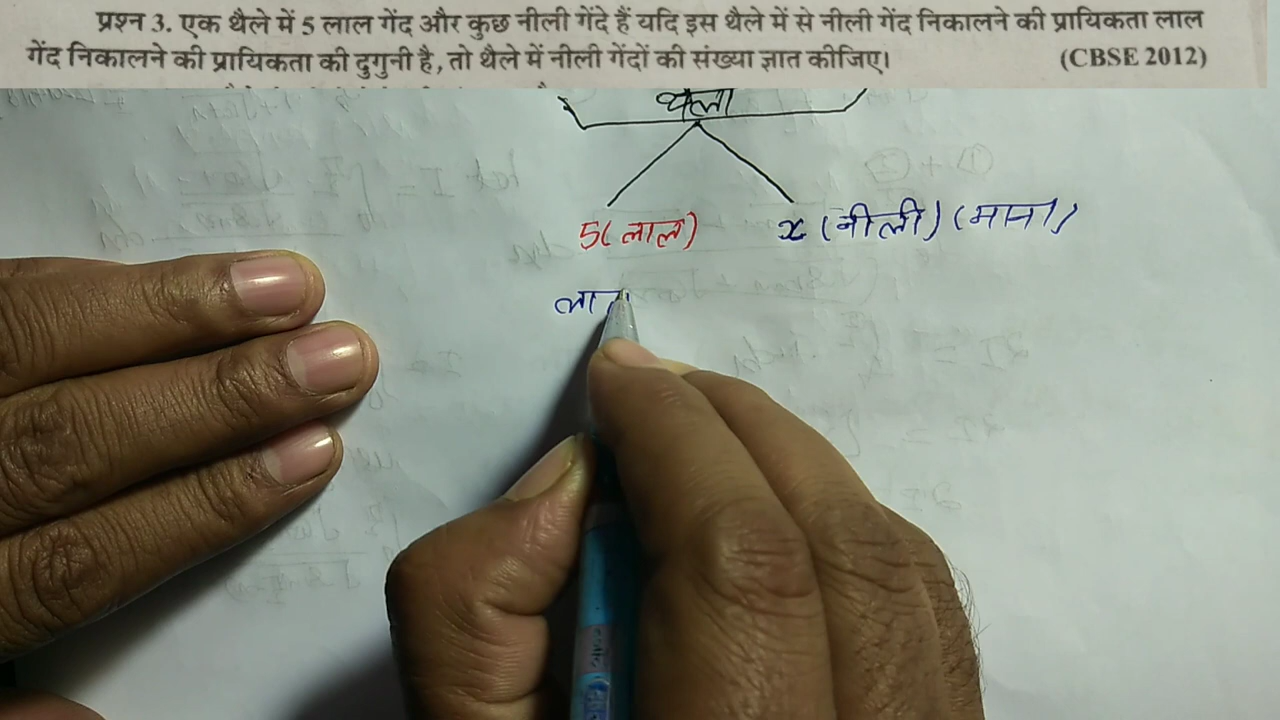 प्रश्न 3. एक थैले में 5 लाल गेंद और कुछ नीली गेंदे हैं यदि इस थैले में से नीली गेंद निकालने की प्रायिकता लाल
गेंद निकालने की प्रायिकता की दुगुनी है, तो थैले में नीली गेंदों की संख्या ज्ञात कीजिए। (CBSE 2012)
थैला
5(लाल) x (नीली) (माना)